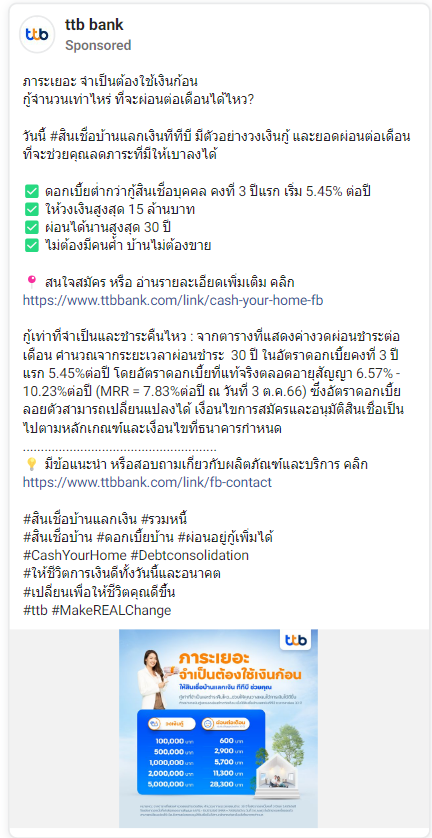 ttb
ttb bank
Sponsored
ภาระเยอะ จำเป็นต้องใช้เงินก้อน
กู้จำนวนเท่าไหร่ ที่จะผ่อนต่อเดือนได้ไหว?
วันนี้ #สินเชื่อบ้านแลกเงินทีทีบี มีตัวอย่างวงเงินกู้ และยอดผ่อนต่อเดือน
ที่จะช่วยคุณลดภาระที่มีให้เบาลงได้
✅ ดอกเบี้ยต่ำกว่ากู้สินเชื่อบุคคล คงที่ 3 ปีแรก เริ่ม 5.45% ต่อปี
✅ ให้วงเงินสูงสุด 15 ล้านบาท
✅ ผ่อนได้นานสูงสุด 30 ปี
✅ ไม่ต้องมีคนค้ำ บ้านไม่ต้องขาย
📍 สนใจสมัคร หรือ อ่านรายละเอียดเพิ่มเติม คลิก
https://www.ttbbank.com/link/cash-your-home-fb
กู้เท่าที่จำเป็นและชำระคืนไหว : จากตารางที่แสดงค่างวดผ่อนชำระต่อ
เดือน คำนวณจากระยะเวลาผ่อนชำระ 30 ปี ในอัตราดอกเบี้ยคงที่ 3 ปี
แรก 5.45%ต่อปี โดยอัตราดอกเบี้ยที่แท้จริงตลอดอายุสัญญา 6.57% -
10.23%ต่อปี (MRR = 7.83%ต่อปี ณ วันที่ 3 ต.ค.66) ซึ่งอัตราดอกเบี้ย
ลอยตัวสามารถเปลี่ยนแปลงได้ เงื่อนไขการสมัครและอนุมัติสินเชื่อเป็น
ไปตามหลักเกณฑ์และเงื่อนไขที่ธนาคารกำหนด
......................................................
💡 มีข้อแนะนำ หรือสอบถามเกี่ยวกับผลิตภัณฑ์และบริการ คลิก
https://www.ttbbank.com/link/fb-contact
#สินเชื่อบ้านแลกเงิน #รวมหนี้
#สินเชื่อบ้าน #ดอกเบี้ยบ้าน #ผ่อนอยู่กู้เพิ่มได้
#CashYourHome #Debtconsolidation
#ให้ชีวิตการเงินดีทั้งวันนี้และอนาคต
#เปลี่ยนเพื่อให้ชีวิตคุณดีขึ้น
#ttb #MakeREALChange
ttb
ภาระเยอะ
จำเป็นต้องใช้เงินก้อน
ให้สินเชื่อบ้านแลกเงิน ทีทีบี ช่วยคุณ
วงเงินกู้ ผ่อนต่อเดือน
100,000 บาท 600 บาท
500,000 บาท 2,900 บาท
1,000,000 บาท 5,700 บาท
2,000,000 บาท 11,300 บาท
5,000,000 บาท 28,300 บาท